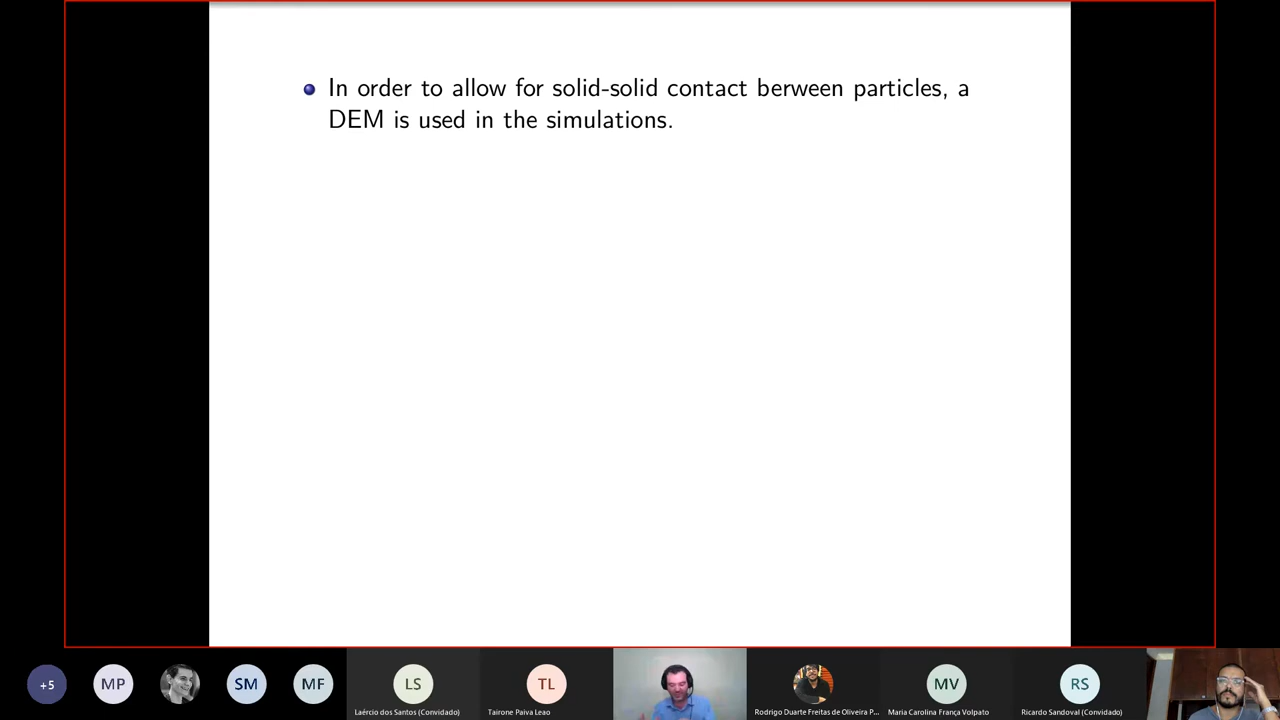 In order to allow for solid-solid contact berween particles, a
DEM is used in the simulations.
+5
MP
SM
MF
LS
TL
MV
RS
Laércio dos Santos (Convidado)
Tairone Paiva Leao
Rodrigo Duarte Freitas de Oliveira P...
Maria Carolina França Volpato
Ricardo Sandoval (Convidado)